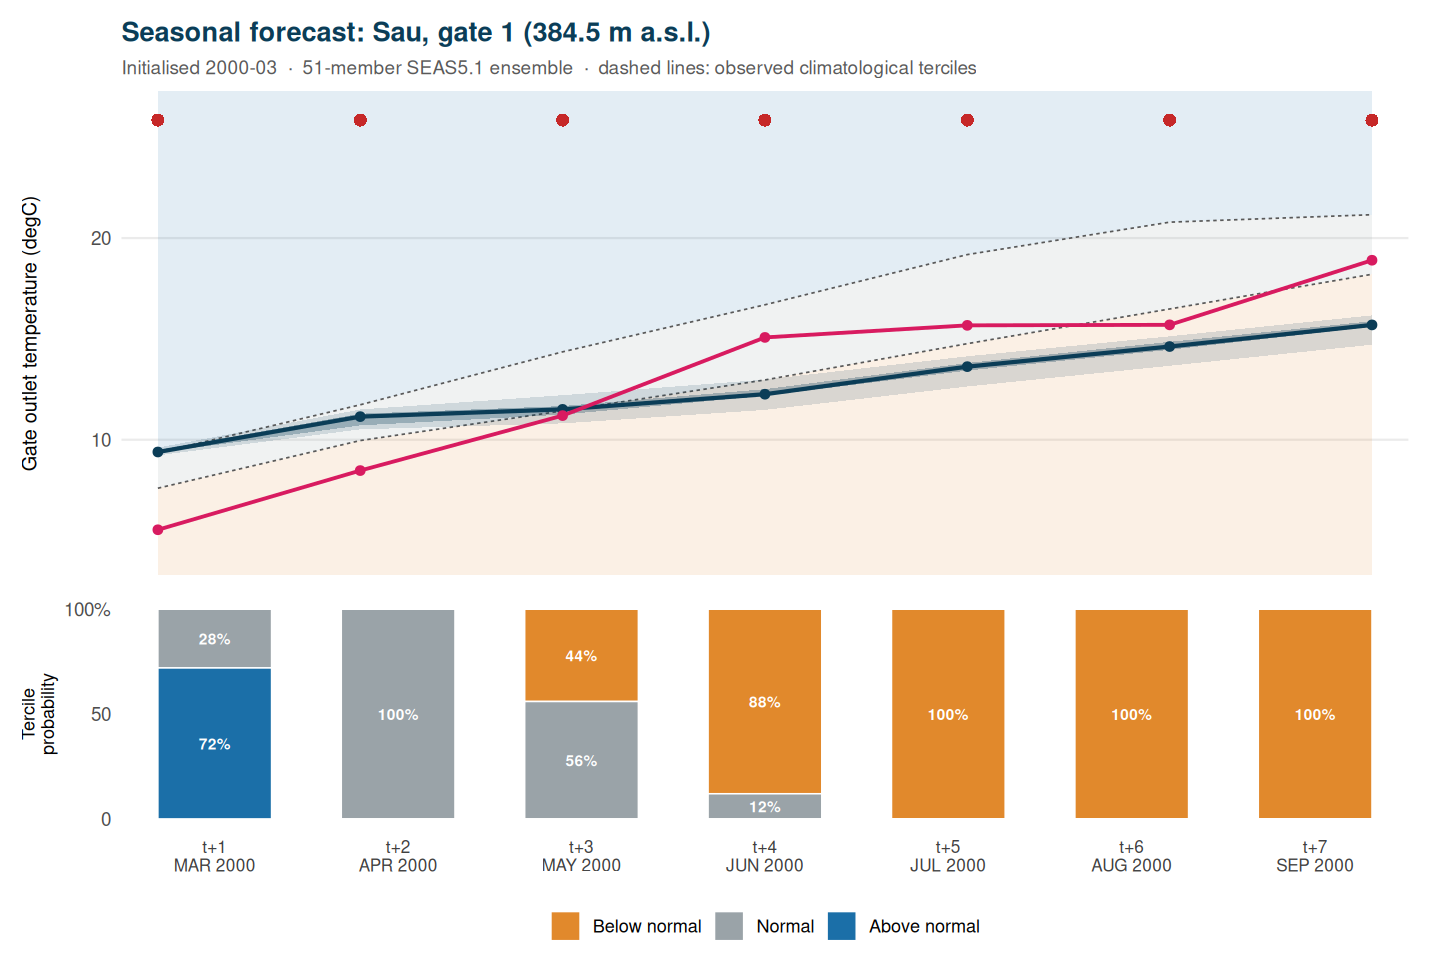 Seasonal forecast: Sau, gate 1 (384.5 m a.s.l.)
Initialised 2000-03 · 51-member SEAS5.1 ensemble · dashed lines: observed climatological terciles
Gate outlet temperature (degC)
20
10
Tercile
probability
100%
50
0
28%
72%
100%
44%
56%
88%
12%
100%
100%
100%
t+1
MAR 2000
t+2
APR 2000
t+3
MAY 2000
t+4
JUN 2000
t+5
JUL 2000
t+6
AUG 2000
t+7
SEP 2000
Below normal
Normal
Above normal